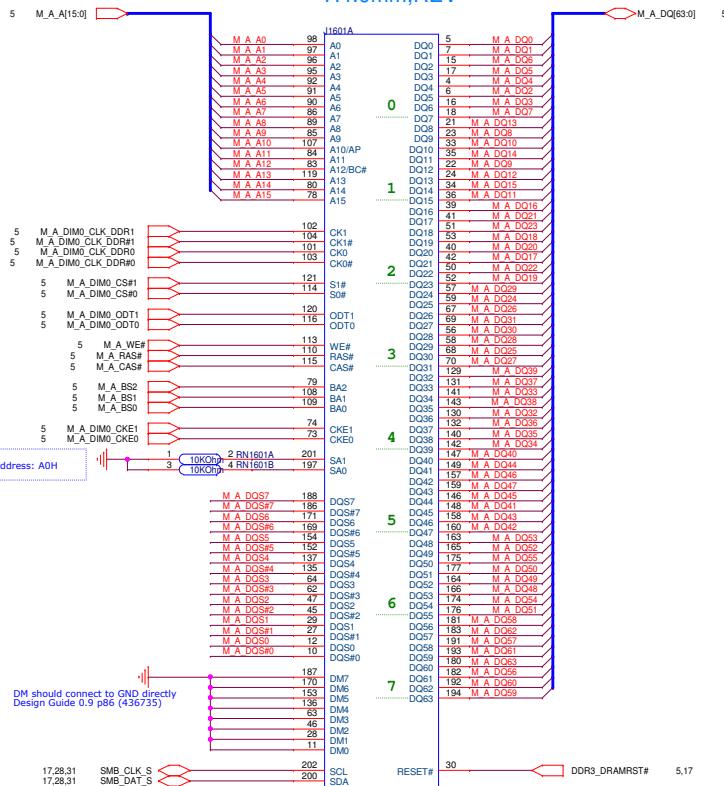 5 M_A_A[15:0]
M_A_DQ[63:0]
J1601A
M_A_A0 98 A0
M_A_A1 97 A1
M_A_A2 96 A2
M_A_A3 95 A3
M_A_A4 92 A4
M_A_A5 91 A5
M_A_A6 90 A6
M_A_A7 86 A7
M_A_A8 89 A8
M_A_A9 85 A9
M_A_A10 107 A10/AP
M_A_A11 84 A11
M_A_A12 83 A12/BC#
M_A_A13 119 A13
M_A_A14 80 A14
M_A_A15 78 A15
5 M_A_DIM0_CLK_DDR1 102 CK1
5 M_A_DIM0_CLK_DDR#1 104 CK1#
5 M_A_DIM0_CLK_DDR0 101 CK0
5 M_A_DIM0_CLK_DDR#0 103 CK0#
5 M_A_DIM0_CS#1 121 S1#
5 M_A_DIM0_CS#0 114 S0#
5 M_A_DIM0_ODT1 120 ODT1
5 M_A_DIM0_ODT0 116 ODT0
5 M_A_WE# 113 WE#
5 M_A_RAS# 110 RAS#
5 M_A_CAS# 115 CAS#
5 M_A_BS2 79 BA2
5 M_A_BS1 108 BA1
5 M_A_BS0 109 BA0
5 M_A_DIM0_CKE1 74 CKE1
5 M_A_DIM0_CKE0 73 CKE0
ddress: A0H
1 10KOhm 2 RN1601A 201 SA1
3 10KOhm 4 RN1601B 197 SA0
M_A_DQS7 188 DQS7
M_A_DQS#7 186 DQS#7
M_A_DQS6 171 DQS6
M_A_DQS#6 169 DQS#6
M_A_DQS5 154 DQS5
M_A_DQS#5 152 DQS#5
M_A_DQS4 137 DQS4
M_A_DQS#4 135 DQS#4
M_A_DQS3 64 DQS3
M_A_DQS#3 62 DQS#3
M_A_DQS2 47 DQS2
M_A_DQS#2 45 DQS#2
M_A_DQS1 29 DQS1
M_A_DQS#1 27 DQS#1
M_A_DQS0 12 DQS0
M_A_DQS#0 10 DQS#0
187 DM7
170 DM6
153 DM5
136 DM4
63 DM3
46 DM2
28 DM1
11 DM0
DM should connect to GND directly
Design Guide 0.9 p86 (436735)
17,28,31 SMB_CLK_S 202 SCL
17,28,31 SMB_DAT_S 200 SDA
0
1
2
3
4
5
6
7
DQ0 5 M_A_DQ0
DQ1 7 M_A_DQ1
DQ2 15 M_A_DQ6
DQ3 17 M_A_DQ5
DQ4 4 M_A_DQ4
DQ5 6 M_A_DQ2
DQ6 16 M_A_DQ3
DQ7 18 M_A_DQ7
DQ8 21 M_A_DQ13
DQ9 23 M_A_DQ8
DQ10 33 M_A_DQ10
DQ11 35 M_A_DQ14
DQ12 22 M_A_DQ9
DQ13 24 M_A_DQ12
DQ14 34 M_A_DQ15
DQ15 36 M_A_DQ11
DQ16 39 M_A_DQ16
DQ17 41 M_A_DQ21
DQ18 51 M_A_DQ23
DQ19 53 M_A_DQ18
DQ20 40 M_A_DQ20
DQ21 42 M_A_DQ17
DQ22 50 M_A_DQ22
DQ23 52 M_A_DQ19
DQ24 57 M_A_DQ29
DQ25 59 M_A_DQ24
DQ26 67 M_A_DQ26
DQ27 69 M_A_DQ31
DQ28 56 M_A_DQ30
DQ29 58 M_A_DQ28
DQ30 68 M_A_DQ25
DQ31 70 M_A_DQ27
DQ32 129 M_A_DQ39
DQ33 131 M_A_DQ37
DQ34 141 M_A_DQ33
DQ35 143 M_A_DQ38
DQ36 130 M_A_DQ32
DQ37 132 M_A_DQ36
DQ38 140 M_A_DQ35
DQ39 142 M_A_DQ34
DQ40 147 M_A_DQ40
DQ41 149 M_A_DQ44
DQ42 157 M_A_DQ46
DQ43 159 M_A_DQ47
DQ44 146 M_A_DQ45
DQ45 148 M_A_DQ41
DQ46 158 M_A_DQ43
DQ47 160 M_A_DQ42
DQ48 163 M_A_DQ53
DQ49 165 M_A_DQ52
DQ50 175 M_A_DQ55
DQ51 177 M_A_DQ50
DQ52 164 M_A_DQ49
DQ53 166 M_A_DQ48
DQ54 174 M_A_DQ54
DQ55 176 M_A_DQ51
DQ56 181 M_A_DQ58
DQ57 183 M_A_DQ62
DQ58 191 M_A_DQ57
DQ59 193 M_A_DQ61
DQ60 180 M_A_DQ63
DQ61 182 M_A_DQ56
DQ62 192 M_A_DQ60
DQ63 194 M_A_DQ59
RESET# 30 DDR3_DRAMRST# 5,17